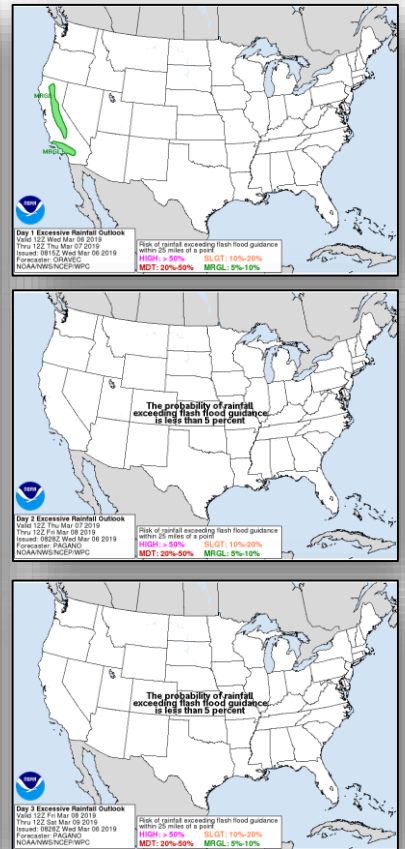 MRGL
MRGL
NOAA
Day 1 Excessive Rainfall Outlook
Valid 12Z Wed Mar 06 2019
Thru 12Z Thu Mar 07 2019
Issued: 0815Z Wed Mar 06 2019
Forecaster: ORAVEC
NOAA/NWS/NCEP/WPC
Risk of rainfall exceeding flash flood guidance
within 25 miles of a point
HIGH: > 50% SLGT: 10%-20%
MDT: 20%-50% MRGL: 5%-10%
The probability of rainfall
exceeding flash flood guidance
is less than 5 percent
NOAA
Day 2 Excessive Rainfall Outlook
Valid 12Z Thu Mar 07 2019
Thru 12Z Fri Mar 08 2019
Issued: 0828Z Wed Mar 06 2019
Forecaster: PAGANO
NOAA/NWS/NCEP/WPC
Risk of rainfall exceeding flash flood guidance
within 25 miles of a point
HIGH: > 50% SLGT: 10%-20%
MDT: 20%-50% MRGL: 5%-10%
The probability of rainfall
exceeding flash flood guidance
is less than 5 percent
NOAA
Day 3 Excessive Rainfall Outlook
Valid 12Z Fri Mar 08 2019
Thru 12Z Sat Mar 09 2019
Issued: 0828Z Wed Mar 06 2019
Forecaster: PAGANO
NOAA/NWS/NCEP/WPC
Risk of rainfall exceeding flash flood guidance
within 25 miles of a point
HIGH: > 50% SLGT: 10%-20%
MDT: 20%-50% MRGL: 5%-10%